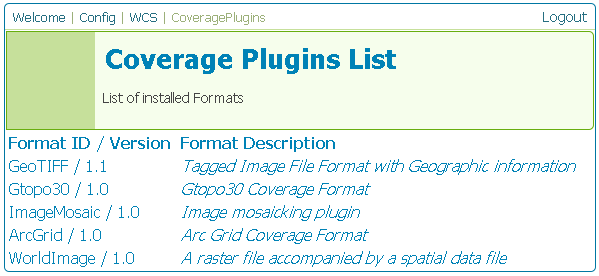 Welcome | Config | WCS | CoveragePlugins Logout
Coverage Plugins List
List of installed Formats
Format ID / Version Format Description
GeoTIFF / 1.1 Tagged Image File Format with Geographic information
Gtopo30 / 1.0 Gtopo30 Coverage Format
ImageMosaic / 1.0 Image mosaicking plugin
ArcGrid / 1.0 Arc Grid Coverage Format
WorldImage / 1.0 A raster file accompanied by a spatial data file